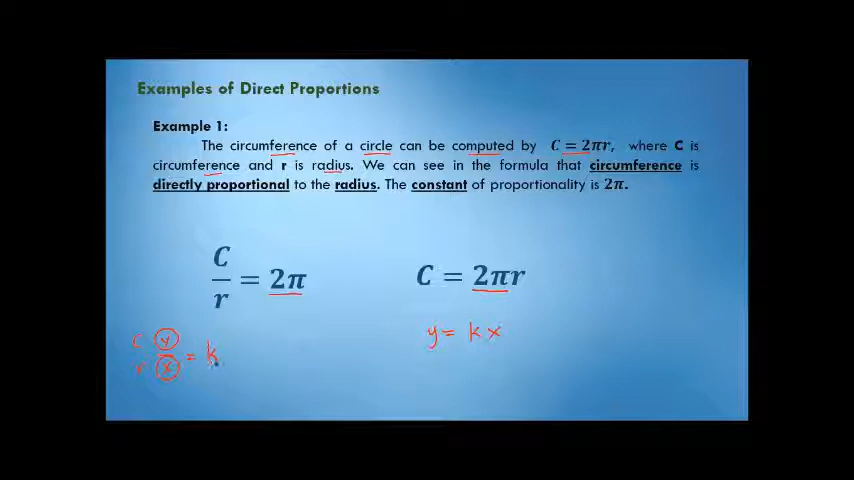 Examples of Direct Proportions
Example 1:
The circumference of a circle can be computed by C = 2πr, where C is
circumference and r is radius. We can see in the formula that circumference is
directly proportional to the radius. The constant of proportionality is 2π.
C/r = 2π
C = 2πr
y = k x
C y
r x = k